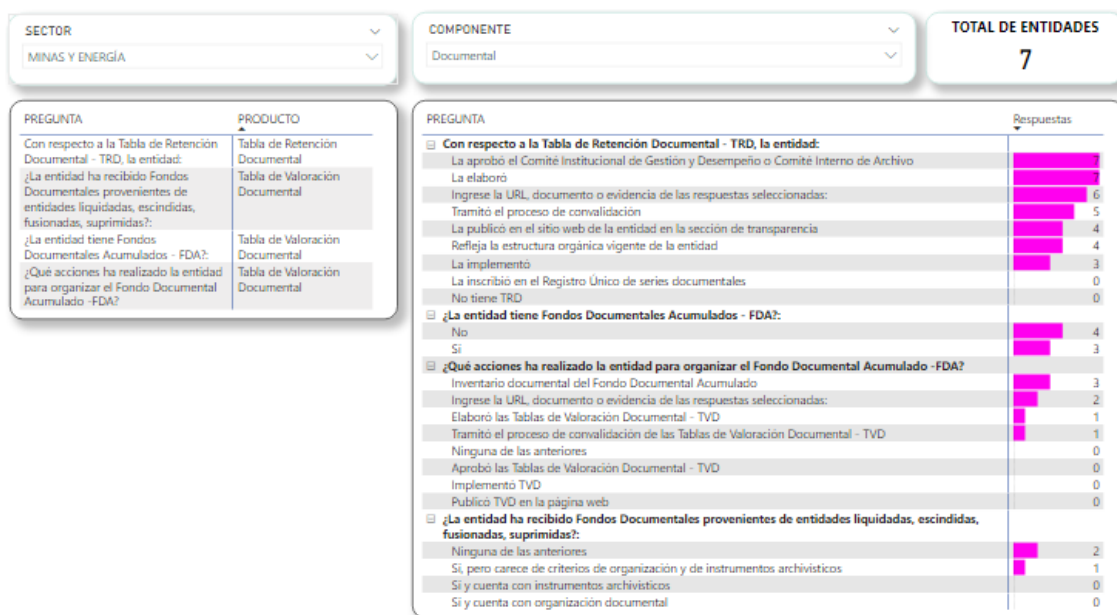 SECTOR
MINAS Y ENERGÍA
COMPONENTE
Documental
TOTAL DE ENTIDADES
7
PREGUNTA PRODUCTO
Con respecto a la Tabla de Retención Tabla de Retención
Documental - TRD, la entidad: Documental
¿La entidad ha recibido Fondos Tabla de Valoración
Documentales provenientes de Documental
entidades liquidadas, escindidas,
fusionadas, suprimidas?:
¿La entidad tiene Fondos Tabla de Valoración
Documentales Acumulados - FDA?: Documental
¿Qué acciones ha realizado la entidad Tabla de Valoración
para organizar el Fondo Documental Documental
Acumulado -FDA?
PREGUNTA Respuestas
Con respecto a la Tabla de Retención Documental - TRD, la entidad:
La aprobó el Comité Institucional de Gestión y Desempeño o Comité Interno de Archivo 7
La elaboró 7
Ingrese la URL, documento o evidencia de las respuestas seleccionadas: 6
Tramitó el proceso de convalidación 5
La publicó en el sitio web de la entidad en la sección de transparencia 4
Refleja la estructura orgánica vigente de la entidad 4
La implementó 3
La inscribió en el Registro Único de series documentales 0
No tiene TRD 0
¿La entidad tiene Fondos Documentales Acumulados - FDA?:
No 4
Sí 3
¿Qué acciones ha realizado la entidad para organizar el Fondo Documental Acumulado -FDA?
Inventario documental del Fondo Documental Acumulado 3
Ingrese la URL, documento o evidencia de las respuestas seleccionadas: 2
Elaboró las Tablas de Valoración Documental - TVD 1
Tramitó el proceso de convalidación de las Tablas de Valoración Documental - TVD 1
Ninguna de las anteriores 0
Aprobó las Tablas de Valoración Documental - TVD 0
Implementó TVD 0
Publicó TVD en la página web 0
¿La entidad ha recibido Fondos Documentales provenientes de entidades liquidadas, escindidas,
fusionadas, suprimidas?:
Ninguna de las anteriores 2
Sí, pero carece de criterios de organización y de instrumentos archivísticos 1
Sí y cuenta con instrumentos archivísticos 0
Sí y cuenta con organización documental 0